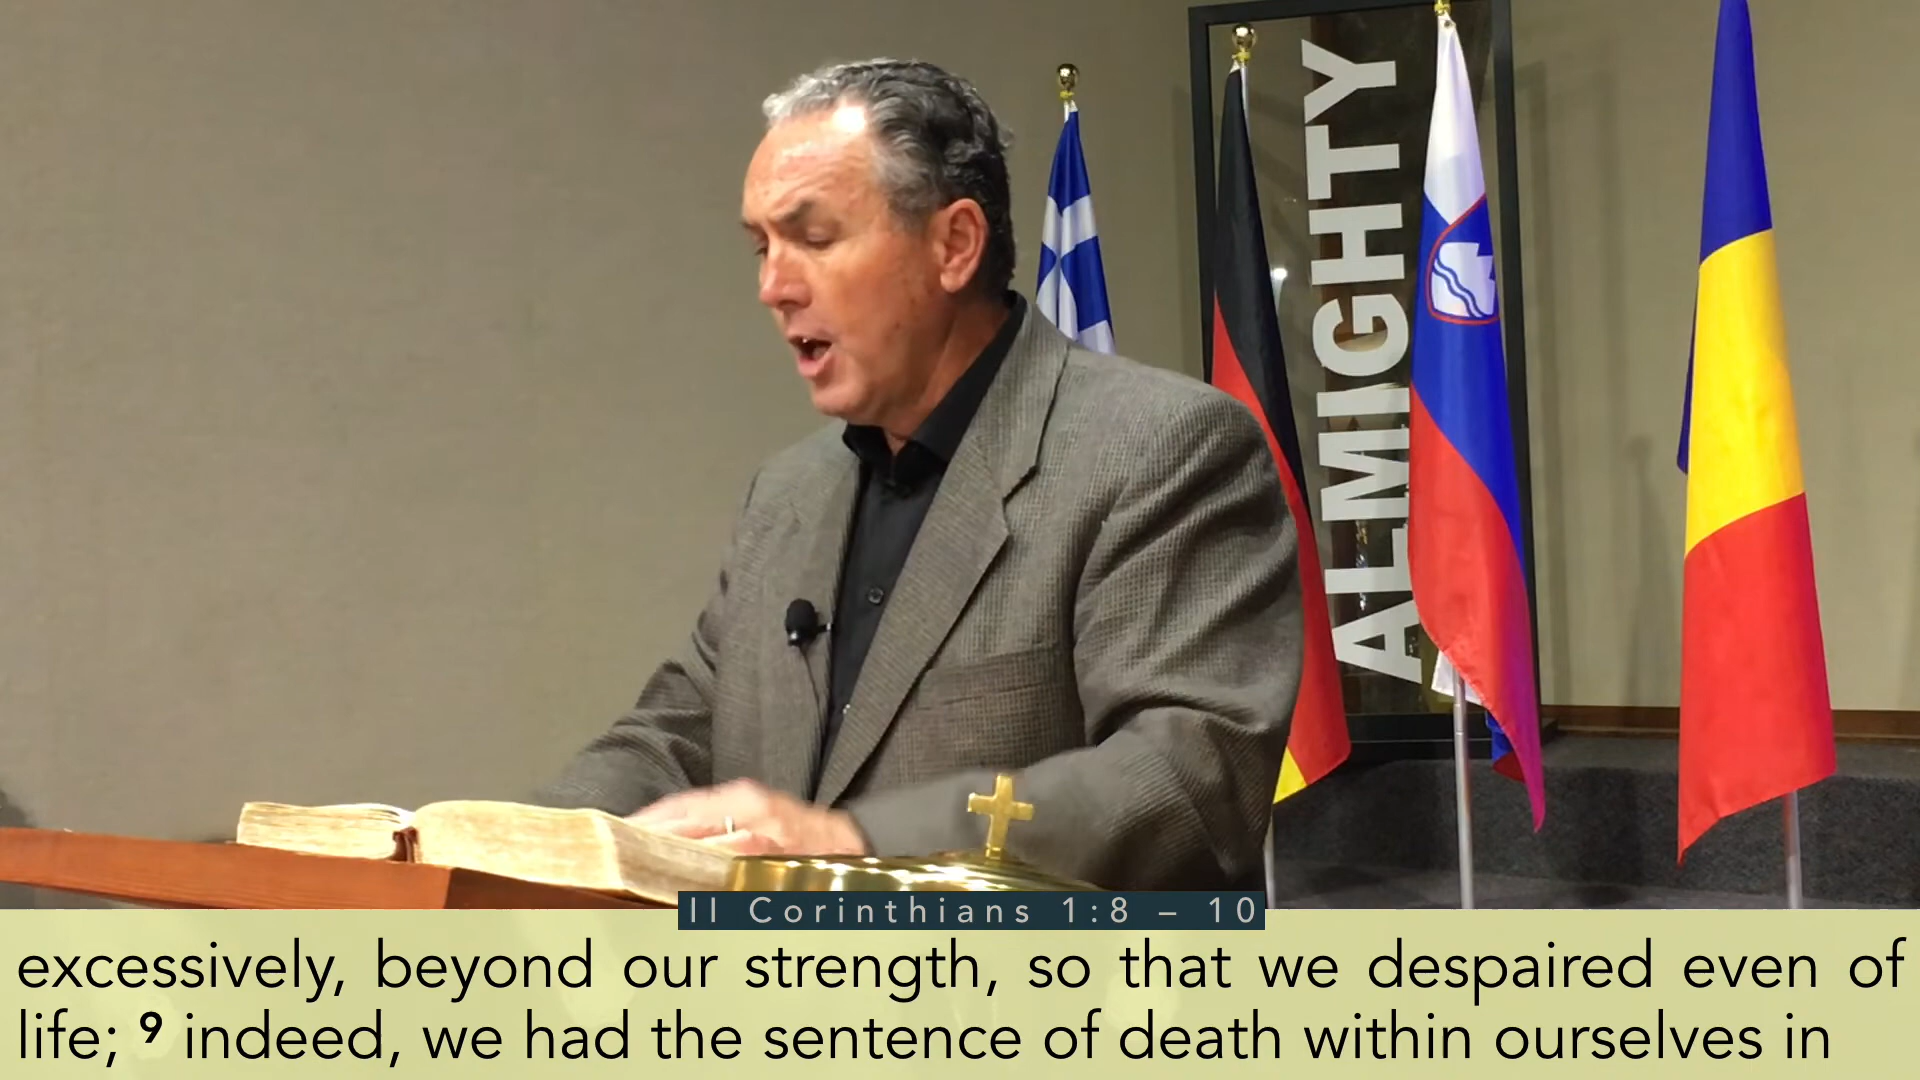 ALMIGHTY
II Corinthians 1:8 – 10
excessively, beyond our strength, so that we despaired even of
life; 9 indeed, we had the sentence of death within ourselves in